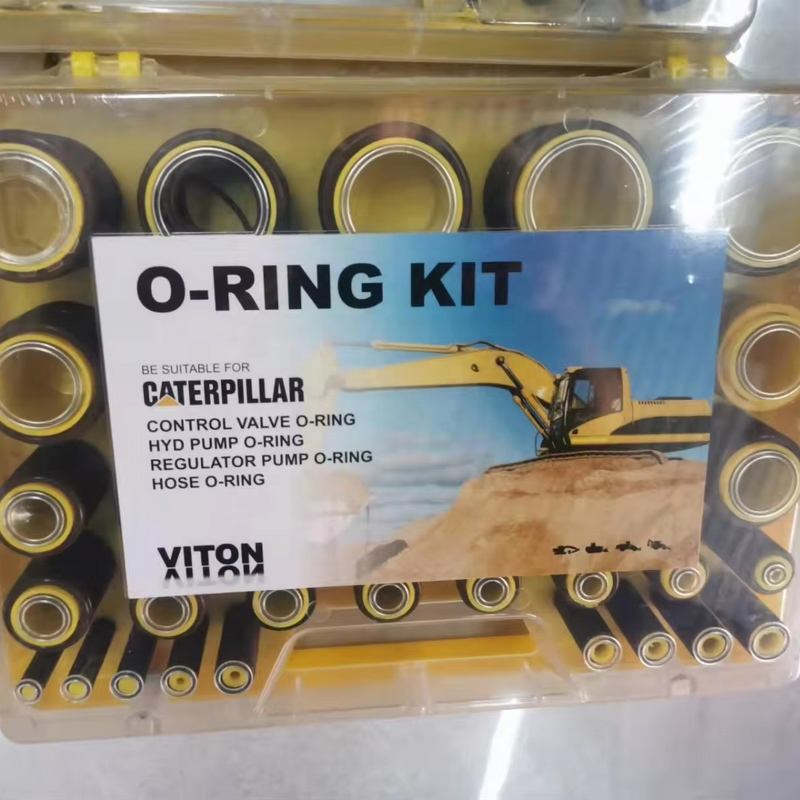 O-RING KIT
BE SUITABLE FOR
CATERPILLAR
CONTROL VALVE O-RING
HYD PUMP O-RING
REGULATOR PUMP O-RING
HOSE O-RING
VITON